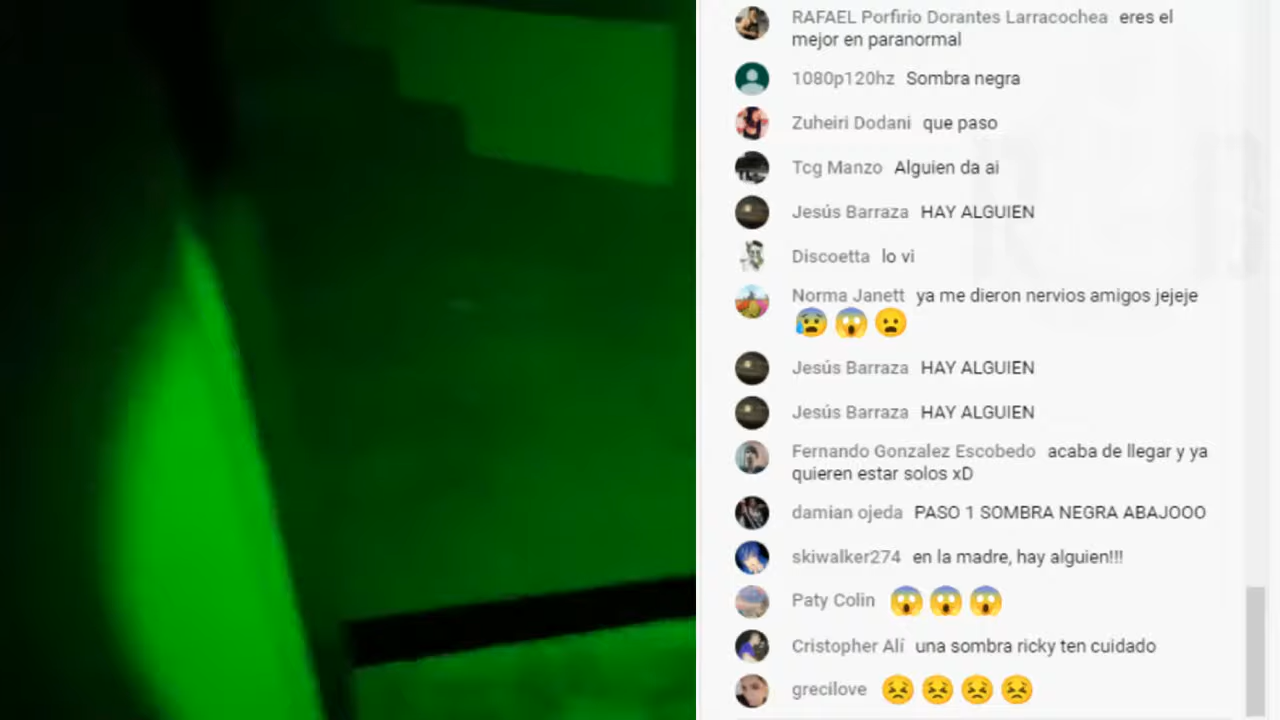 RAFAEL Porfirio Dorantes Larracochea eres el
mejor en paranormal
1080p120hz Sombra negra
Zuheiri Dodani que paso
Tcg Manzo Alguien da ai
Jesús Barraza HAY ALGUIEN
Discoetta lo vi
Norma Janett ya me dieron nervios amigos jejeje
😰 😱 😦
Jesús Barraza HAY ALGUIEN
Jesús Barraza HAY ALGUIEN
Fernando Gonzalez Escobedo acaba de llegar y ya
quieren estar solos xD
damian ojeda PASO 1 SOMBRA NEGRA ABAJOOO
skiwalker274 en la madre, hay alguien!!!
Paty Colin 😱 😱 😱
Cristopher Alí una sombra ricky ten cuidado
grecilove 😣 😣 😣 😣